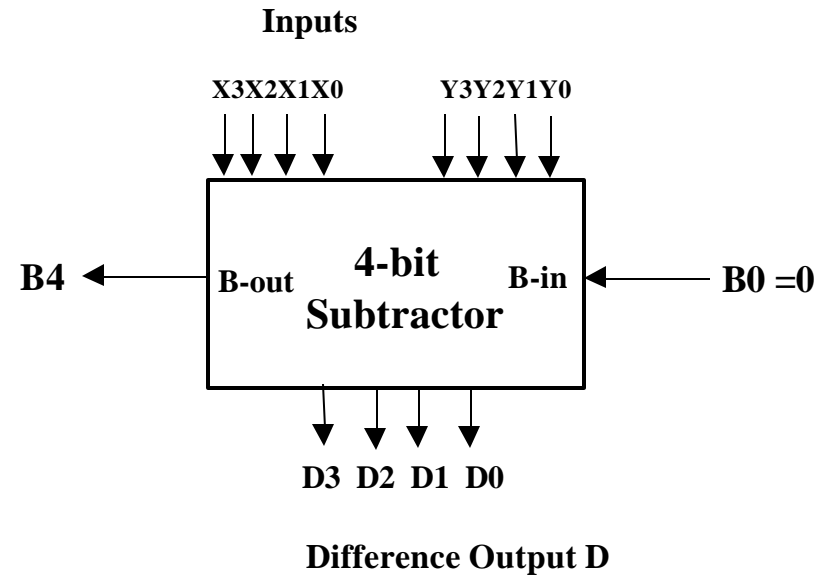 Inputs
X3X2X1X0 Y3Y2Y1Y0
B4 B-out 4-bit B-in B0 =0
Subtractor
D3 D2 D1 D0
Difference Output D